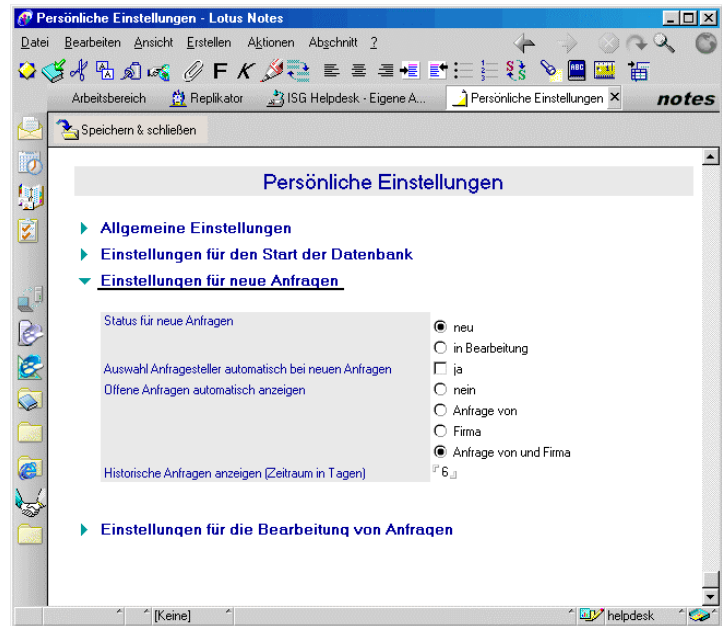 Persönliche Einstellungen - Lotus Notes
Datei Bearbeiten Ansicht Erstellen Aktionen Abschnitt ?
F K ABC
Arbeitsbereich Replikator ISG Helpdesk - Eigene A... Persönliche Einstellungen notes
Speichern & schließen
Persönliche Einstellungen
Allgemeine Einstellungen
Einstellungen für den Start der Datenbank
Einstellungen für neue Anfragen
Status für neue Anfragen
neu
in Bearbeitung
Auswahl Anfragesteller automatisch bei neuen Anfragen ja
Offene Anfragen automatisch anzeigen nein
Anfrage von
Firma
Anfrage von und Firma
Historische Anfragen anzeigen (Zeitraum in Tagen) 6
Einstellungen für die Bearbeitung von Anfragen
[Keine] helpdesk